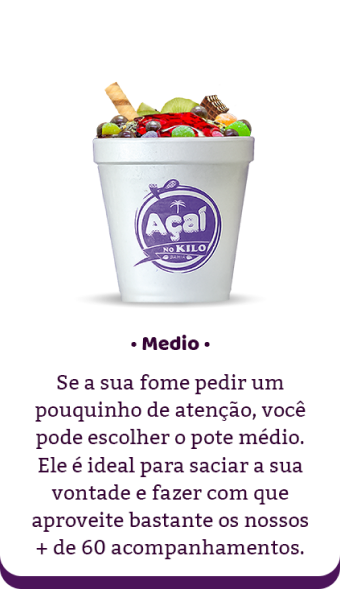 Açaí
NO KILO
• Medio •
Se a sua fome pedir um
pouquinho de atenção, você
pode escolher o pote médio.
Ele é ideal para saciar a sua
vontade e fazer com que
aproveite bastante os nossos
+ de 60 acompanhamentos.